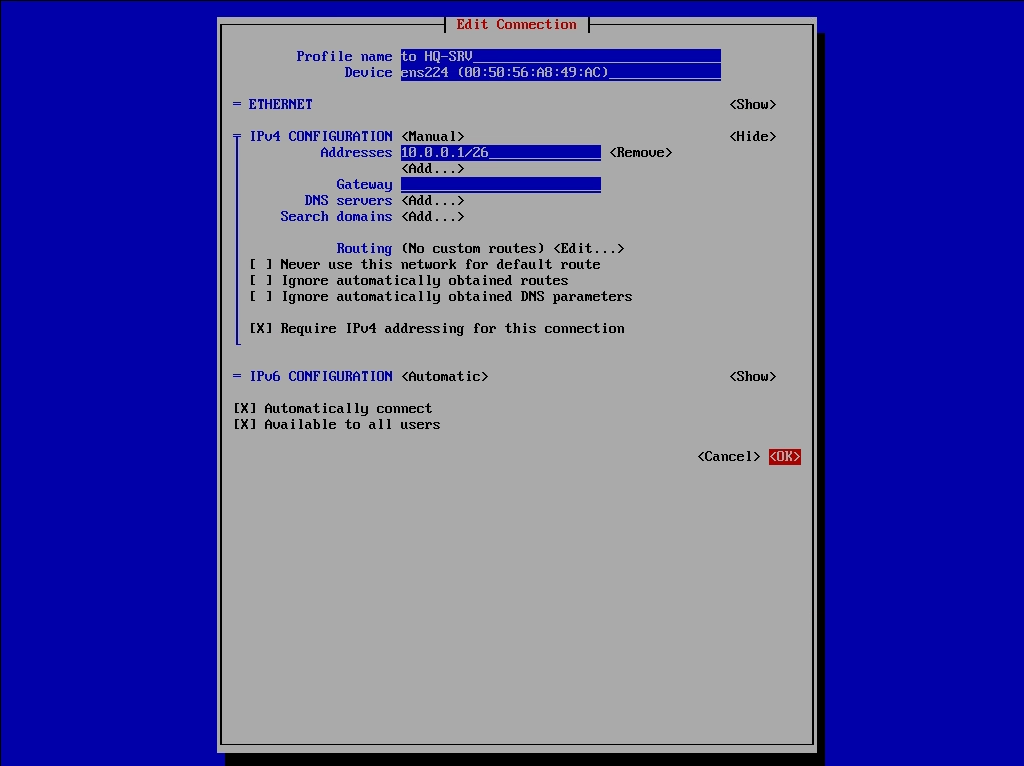 Edit Connection
Profile name to HQ-SRV
Device ens224 (00:50:56:A8:49:AC)
= ETHERNET <Show>
IPv4 CONFIGURATION <Manual> <Hide>
Addresses 10.0.0.1/26 <Remove>
<Add...>
Gateway
DNS servers <Add...>
Search domains <Add...>
Routing (No custom routes) <Edit...>
[ ] Never use this network for default route
[ ] Ignore automatically obtained routes
[ ] Ignore automatically obtained DNS parameters
[X] Require IPv4 addressing for this connection
= IPv6 CONFIGURATION <Automatic> <Show>
[X] Automatically connect
[X] Available to all users
<Cancel> <OK>